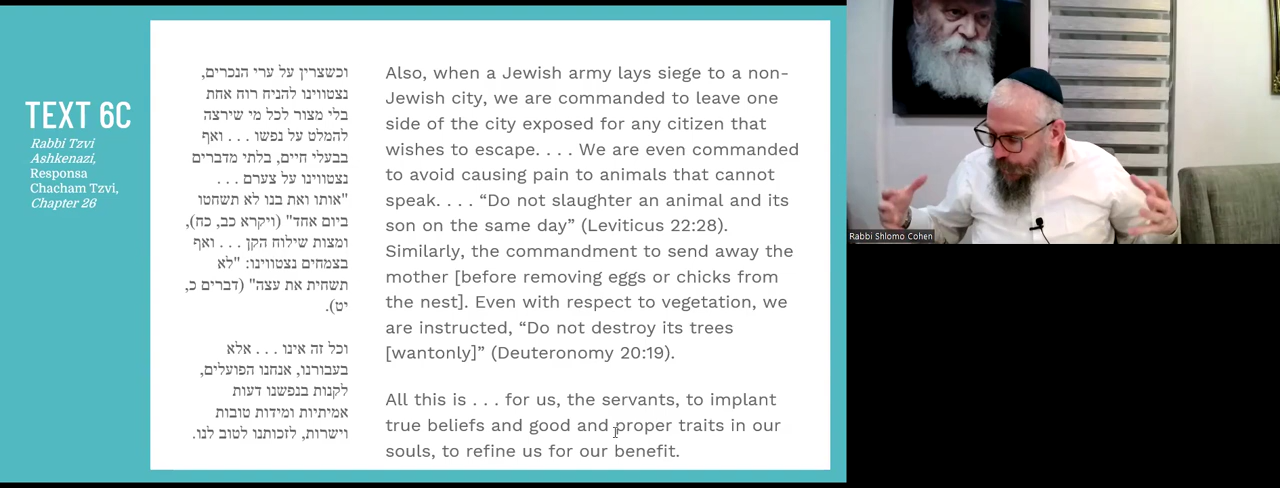 TEXT 6C
Rabbi Tzvi
Ashkenazi,
Responsa
Chacham Tzvi,
Chapter 26
וכשצרין על ערי הנכרים,
נצטווינו להניח רוח אחת
בלי מצור לכל מי שירצה
להמלט על נפשו . . . ואף
בבעלי חיים, בלתי מדברים
נצטווינו על צערם . . .
"אותו ואת בנו לא תשחטו
ביום אחד" (ויקרא כב, כח),
ומצות שילוח הקן . . . ואף
בצמחים נצטווינו: "לא
תשחית את עצה" (דברים כ,
יט).
וכל זה אינו . . . אלא
בעבורנו, אנחנו הפועלים,
לקנות בנפשנו דעות
אמיתיות ומידות טובות
וישרות, לזכותנו לטוב לנו.
Also, when a Jewish army lays siege to a non-
Jewish city, we are commanded to leave one
side of the city exposed for any citizen that
wishes to escape. . . . We are even commanded
to avoid causing pain to animals that cannot
speak. . . . “Do not slaughter an animal and its
son on the same day” (Leviticus 22:28).
Similarly, the commandment to send away the
mother [before removing eggs or chicks from
the nest]. Even with respect to vegetation, we
are instructed, “Do not destroy its trees
[wantonly]” (Deuteronomy 20:19).
All this is . . . for us, the servants, to implant
true beliefs and good and proper traits in our
souls, to refine us for our benefit.
Rabbi Shlomo Cohen